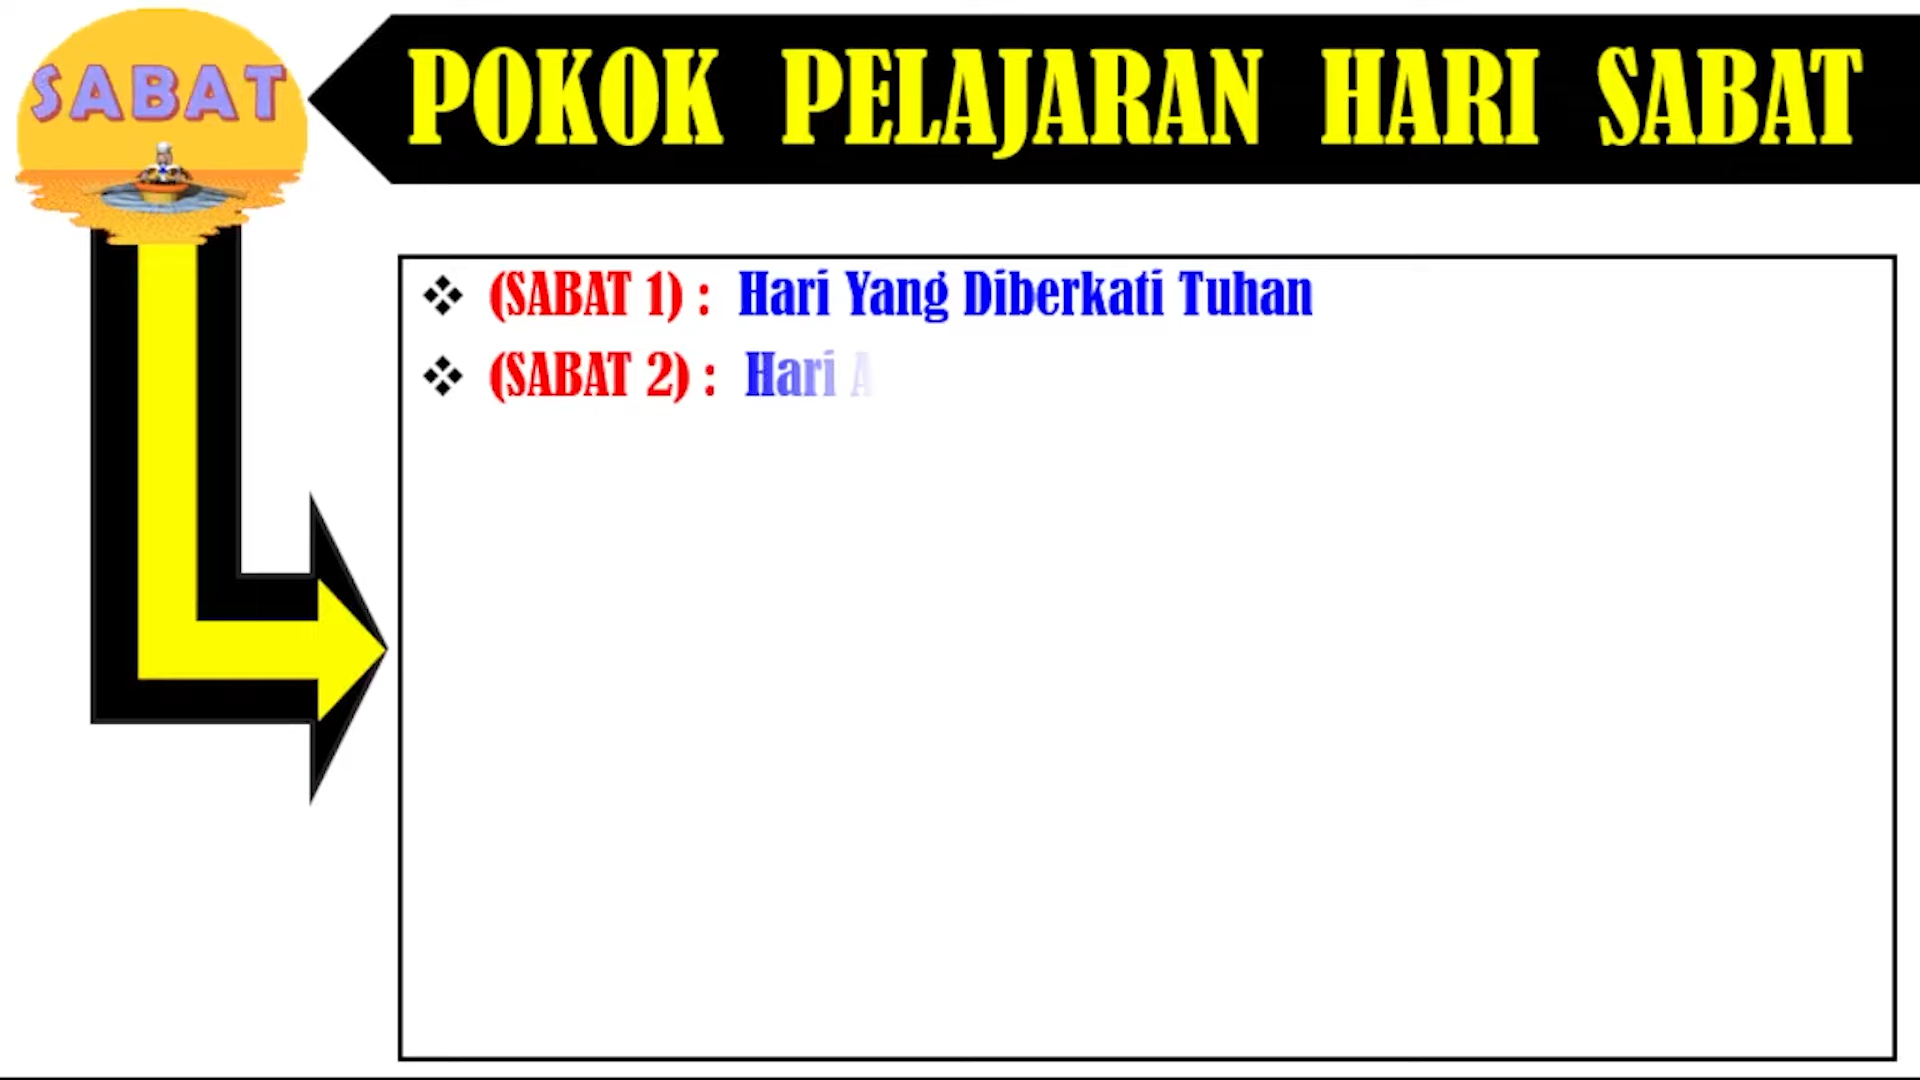 SABAT
POKOK PELAJARAN HARI SABAT
(SABAT 1) : Hari Yang Diberkati Tuhan
(SABAT 2) : Hari